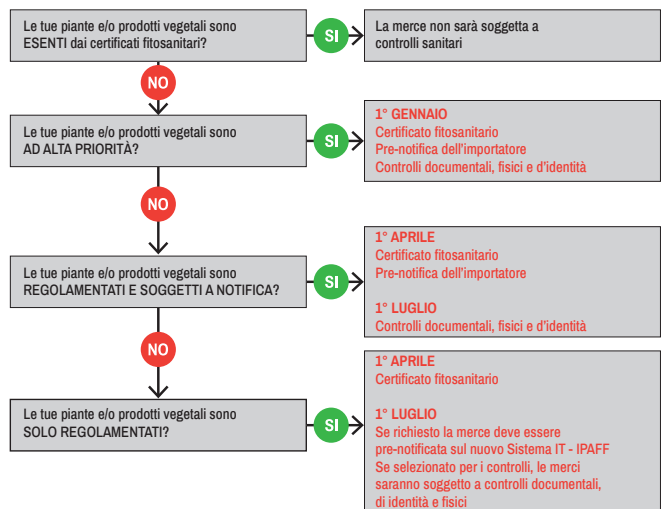 Le tue piante e/o prodotti vegetali sono
ESENTI dai certificati fitosanitari?
SI
La merce non sarà soggetta a
controlli sanitari
NO
Le tue piante e/o prodotti vegetali sono
AD ALTA PRIORITÀ?
SI
1° GENNAIO
Certificato fitosanitario
Pre-notifica dell'importatore
Controlli documentali, fisici e d'identità
NO
Le tue piante e/o prodotti vegetali sono
REGOLAMENTATI E SOGGETTI A NOTIFICA?
SI
1° APRILE
Certificato fitosanitario
Pre-notifica dell'importatore
1° LUGLIO
Controlli documentali, fisici e d'identità
NO
Le tue piante e/o prodotti vegetali sono
SOLO REGOLAMENTATI?
SI
1° APRILE
Certificato fitosanitario
1° LUGLIO
Se richiesto la merce deve essere
pre-notificata sul nuovo Sistema IT - IPAFF
Se selezionato per i controlli, le merci
saranno soggetto a controlli documentali,
di identità e fisici